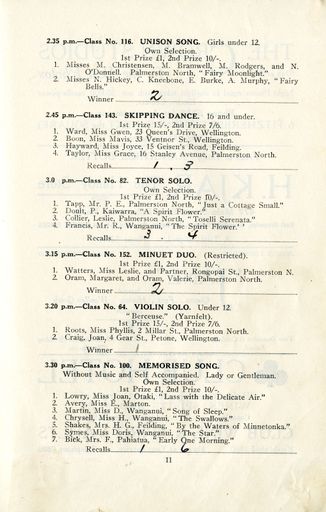 2.35 p.m.—Class No. 116. UNISON SONG. Girls under 12.
Own Selection.
1st Prize £1, 2nd Prize 10/-.
1. Misses M. Christensen, M. Bramwell, M. Rodgers, and N.
O'Donnell. Palmerston North, "Fairy Moonlight."
2. Misses N. Hickey, C. Kneebone, E. Burke, A. Murphy, "Fairy
Bells."
Winner 2
2.45 p.m.—Class 143. SKIPPING DANCE. 16 and under.
1st Prize 15/-, 2nd Prize 7/6.
1. Ward, Miss Gwen, 23 Queen's Drive, Wellington.
2. Boon, Miss Mavis, 33 Ventnor St., Wellington.
3. Hayward, Miss Joyce, 15 Geisen's Road, Feilding.
4. Taylor, Miss Grace, 16 Stanley Avenue, Palmerston North.
Recalls 1 . 3
3.0 p.m.—Class No. 82. TENOR SOLO.
Own Selection.
1st Prize £1, 2nd Prize 10/-.
1. Tapp, Mr. P. E., Palmerston North, "Just a Cottage Small."
2. Doult, P., Kaiwarra, "A Spirit Flower."
3. Collier, Leslie, Palmerston North, "Toselli Serenata."
4. Francis, Mr. R., Wanganui, "The Spirit Flower.''
Recalls 3 . 4
3.15 p.m.—Class No. 152. MINUET DUO. (Restricted).
1st Prize £1, 2nd Prize 10/-.
1. Watters, Miss Leslie, and Partner, Rongopai St., Palmerston N.
2. Oram, Margaret, and Oram, Valerie, Palmerston North.
Winner 2
3.20 p.m.—Class No. 64. VIOLIN SOLO. Under 12.
"Bercense." (Yarnfelt).
1st Prize 15/-, 2nd Prize 7/6.
1. Roots, Miss Phyllis, 2 Millar St., Palmerston North.
2. Craig, Joan, 4 Gear St., Petone, Wellington.
Winner 1
3.30 p.m.—Class No. 100. MEMORISED SONG.
Without Music and Self Accompanied. Lady or Gentleman.
Own Selection.
1st Prize £1, 2nd Prize 10/-.
1. Lowry, Miss Joan, Otaki, "Lass with the Delicate Air."
2. Avery, Miss E., Marton.
3. Martin, Miss D., Wanganui, "Song of Sleep."
4. Chrysell, Miss H., Wanganui, "The Swallows."
5. Shakes, Mrs. H. G., Feilding, "By the Waters of Minnetonka."
6. Symes, Miss Doris, Wanganui, "The Star."
7. Bick, Mrs. F., Pahiatua, "Early One Morning."
Recalls 1 6
11